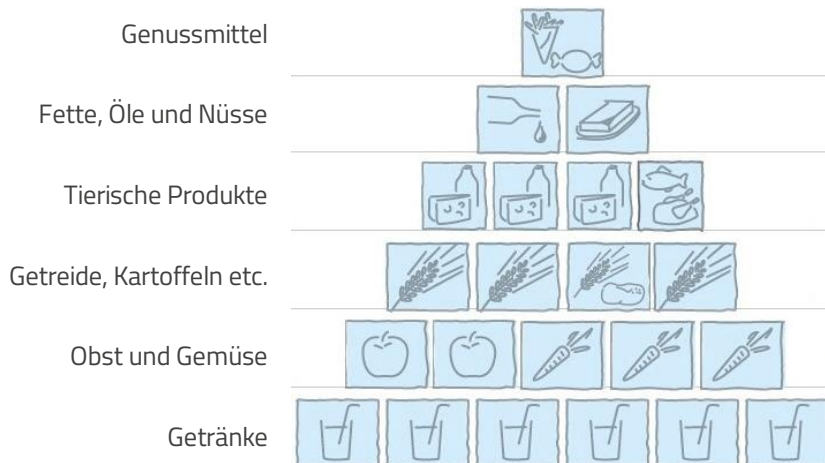 Genussmittel
Fette, Öle und Nüsse
Tierische Produkte
Getreide, Kartoffeln etc.
Obst und Gemüse
Getränke